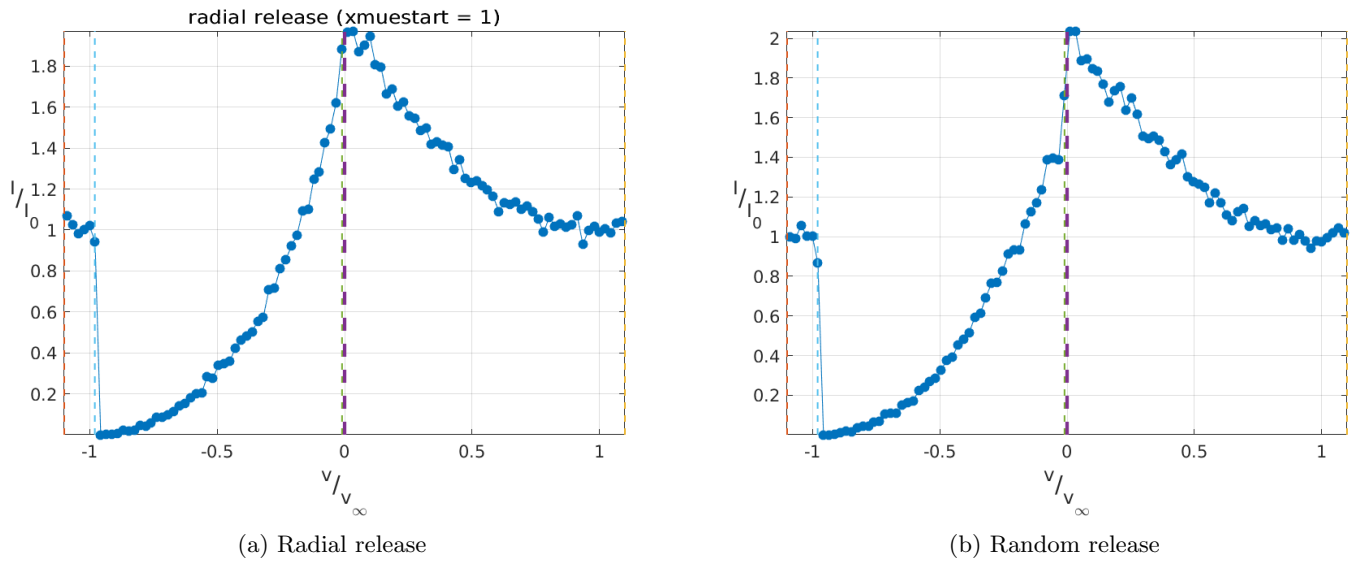 radial release (xmuestart = 1)
1.8
1.6
1.4
1.2
1
0.8
0.6
0.4
0.2
I/I0
-1 -0.5 0 0.5 1
v/v∞
(a) Radial release
2
1.8
1.6
1.4
1.2
1
0.8
0.6
0.4
0.2
I/I0
-1 -0.5 0 0.5 1
v/v∞
(b) Random release